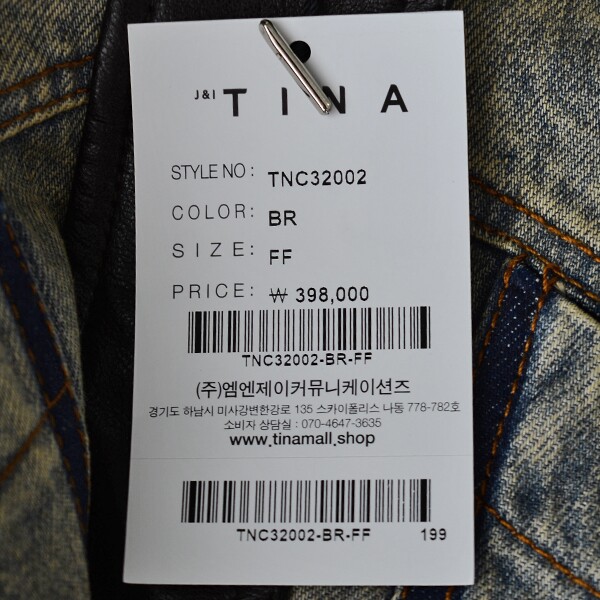 J&I TINA
STYLE NO: TNC32002
COLOR: BR
SIZE: FF
PRICE: ₩ 398,000
TNC32002-BR-FF
(주)엠엔제이커뮤니케이션즈
경기도 하남시 미사강변한강로 135 스카이폴리스 나동 778-782호
소비자 상담실 : 070-4647-3635
www.tinamall.shop
TNC32002-BR-FF 199